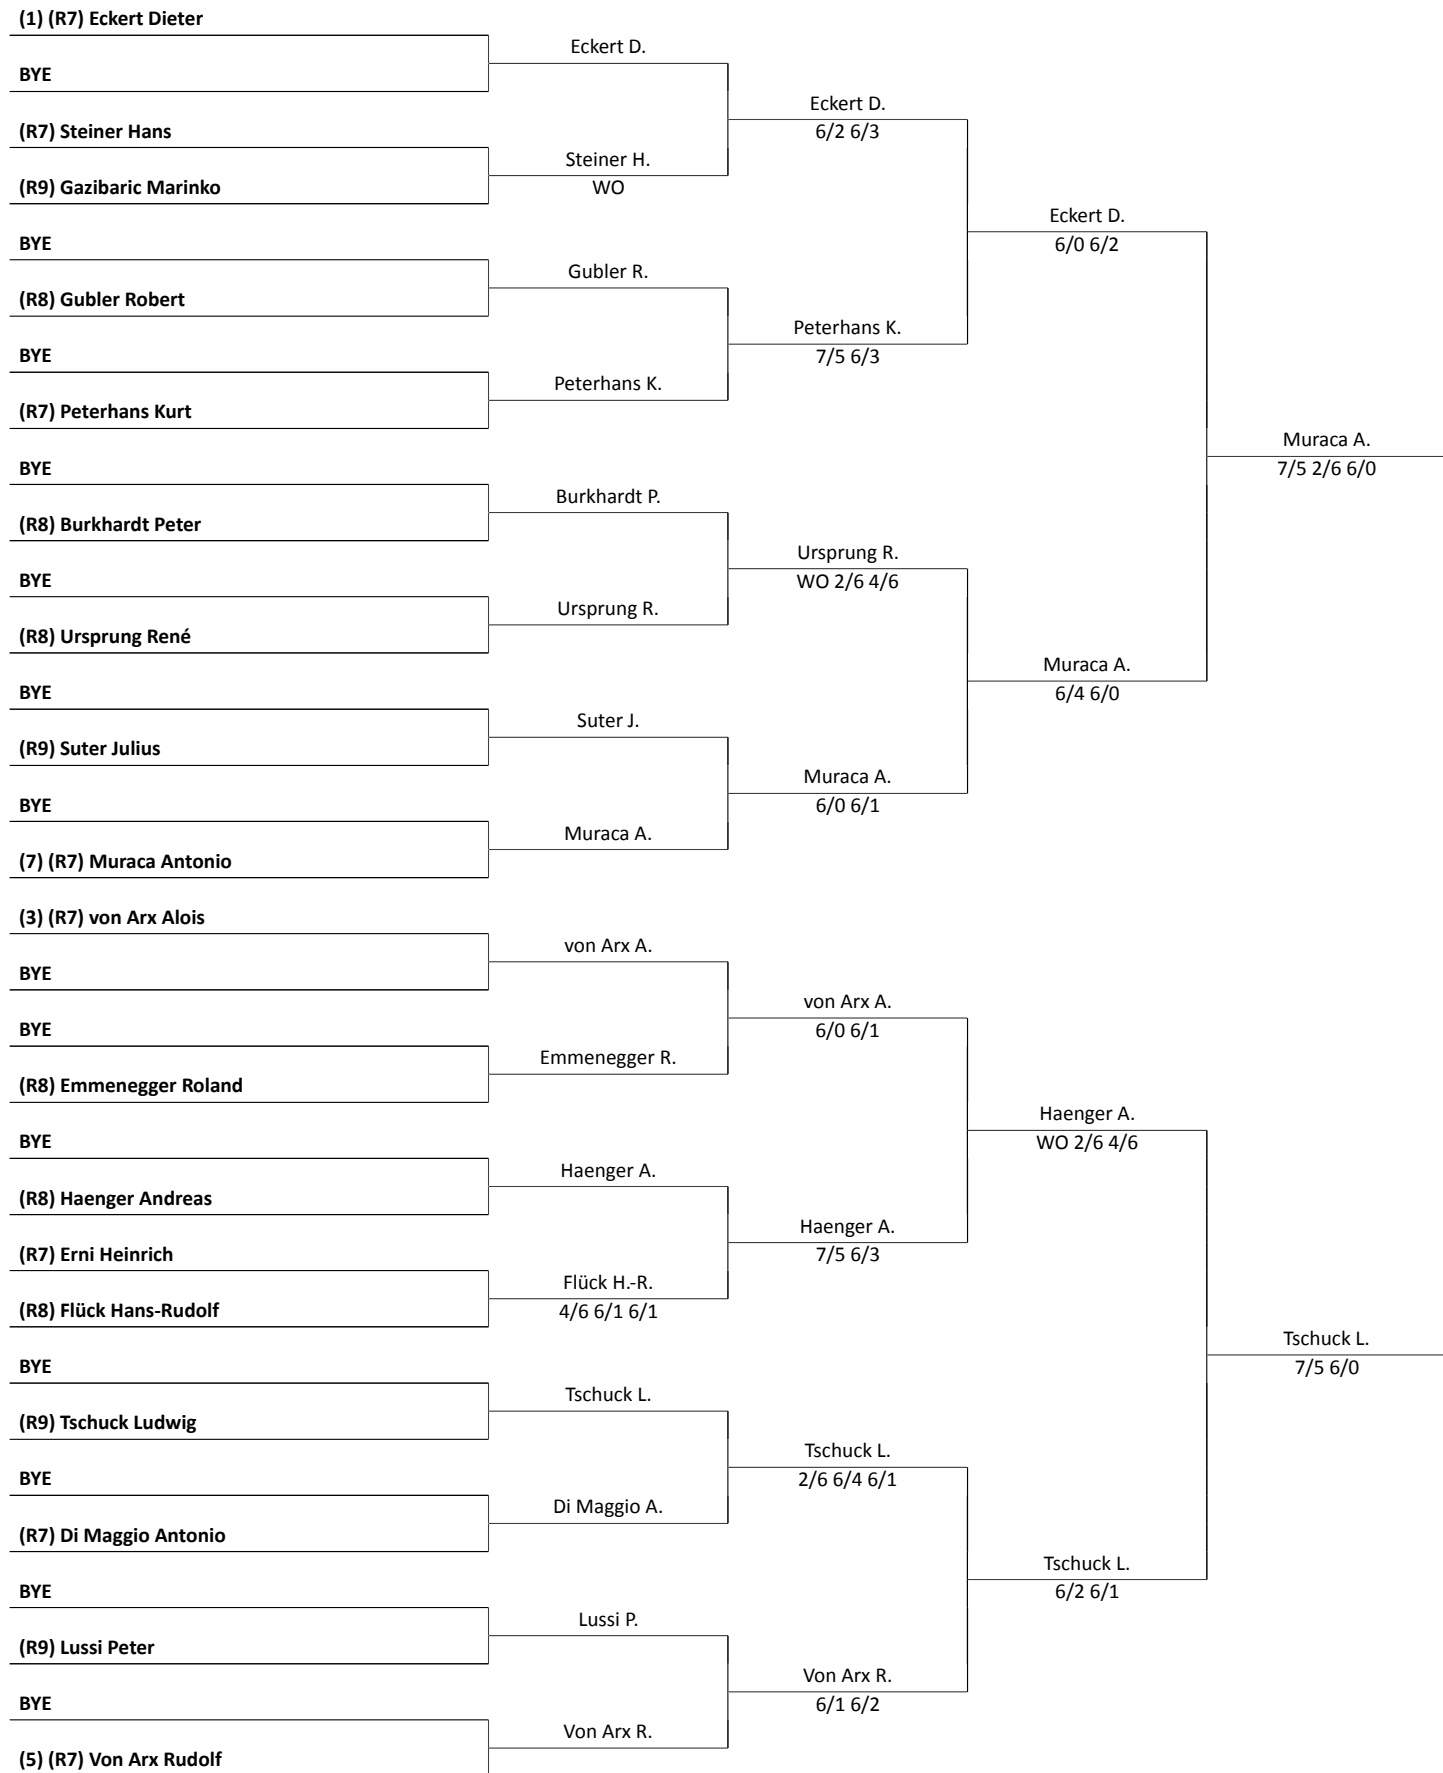 (1) (R7) Eckert Dieter
Eckert D.
BYE
Eckert D.
6/2 6/3
(R7) Steiner Hans
Steiner H.
WO
(R9) Gazibaric Marinko
Eckert D.
6/0 6/2
BYE
Gubler R.
(R8) Gubler Robert
Peterhans K.
7/5 6/3
BYE
Peterhans K.
(R7) Peterhans Kurt
Muraca A.
7/5 2/6 6/0
BYE
Burkhardt P.
(R8) Burkhardt Peter
Ursprung R.
WO 2/6 4/6
BYE
Ursprung R.
(R8) Ursprung René
Muraca A.
6/4 6/0
BYE
Suter J.
(R9) Suter Julius
Muraca A.
6/0 6/1
BYE
Muraca A.
(7) (R7) Muraca Antonio
(3) (R7) von Arx Alois
von Arx A.
BYE
von Arx A.
6/0 6/1
BYE
Emmenegger R.
(R8) Emmenegger Roland
Haenger A.
WO 2/6 4/6
BYE
Haenger A.
(R8) Haenger Andreas
Haenger A.
7/5 6/3
(R7) Erni Heinrich
Flück H.-R.
4/6 6/1 6/1
(R8) Flück Hans-Rudolf
Tschuck L.
7/5 6/0
BYE
Tschuck L.
(R9) Tschuck Ludwig
Tschuck L.
2/6 6/4 6/1
BYE
Di Maggio A.
(R7) Di Maggio Antonio
Tschuck L.
6/2 6/1
BYE
Lussi P.
(R9) Lussi Peter
Von Arx R.
6/1 6/2
BYE
Von Arx R.
(5) (R7) Von Arx Rudolf